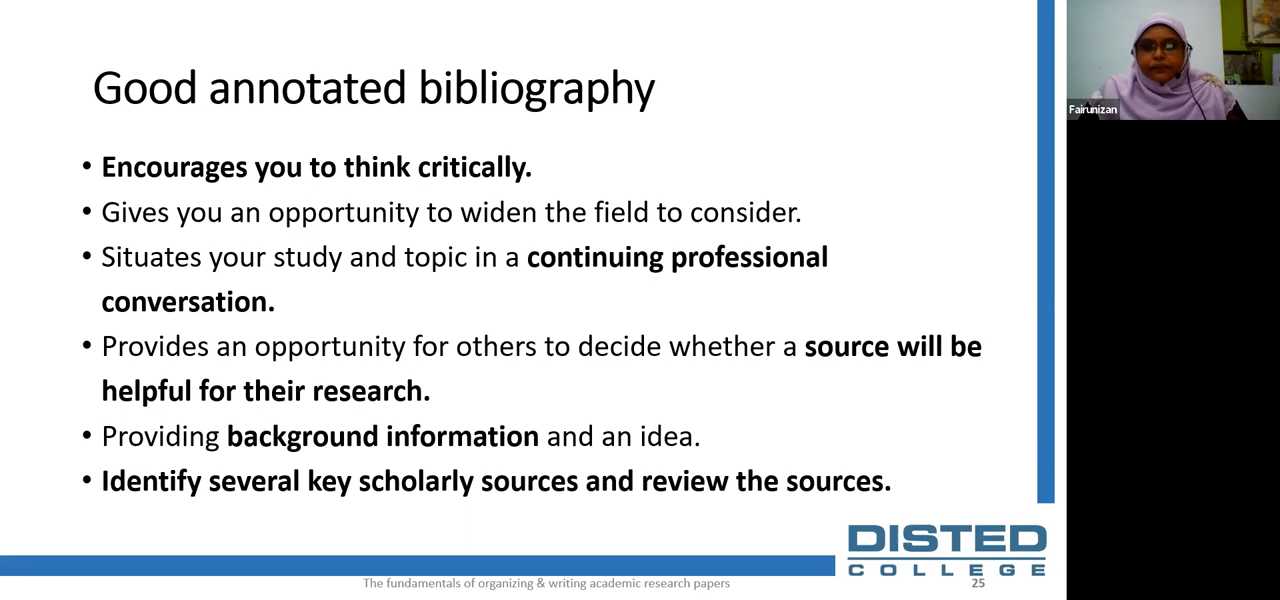 Good annotated bibliography
• Encourages you to think critically.
• Gives you an opportunity to widen the field to consider.
• Situates your study and topic in a continuing professional
conversation.
• Provides an opportunity for others to decide whether a source will be
helpful for their research.
• Providing background information and an idea.
• Identify several key scholarly sources and review the sources.
DISTED
COLLEGE
The fundamentals of organizing & writing academic research papers
25
Fairunizan